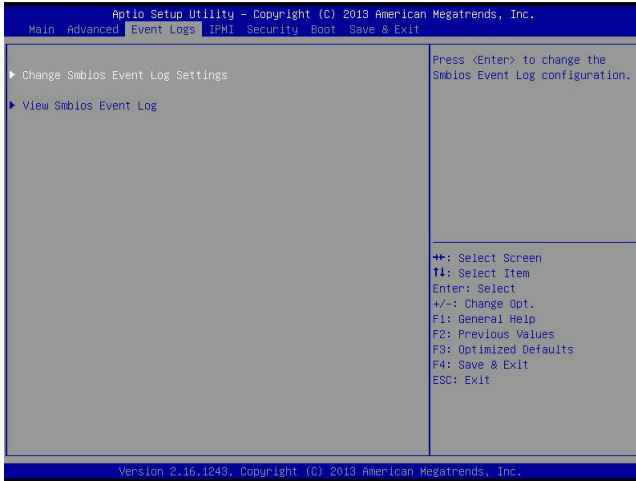 Aptio Setup Utility – Copyright (C) 2013 American Megatrends, Inc.
Main Advanced Event Logs IPMI Security Boot Save & Exit
▶ Change Smbios Event Log Settings
▶ View Smbios Event Log
Press <Enter> to change the
Smbios Event Log configuration.
→←: Select Screen
↑↓: Select Item
Enter: Select
+/-: Change Opt.
F1: General Help
F2: Previous Values
F3: Optimized Defaults
F4: Save & Exit
ESC: Exit
Version 2.16.1243. Copyright (C) 2013 American Megatrends, Inc.